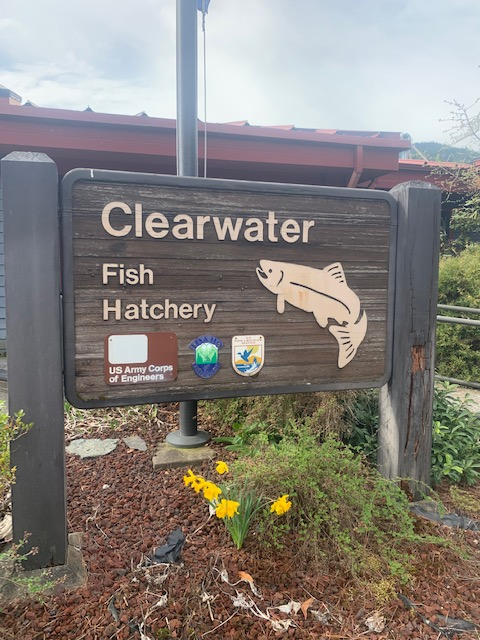 Clearwater
Fish
Hatchery
US Army Corps
of Engineers